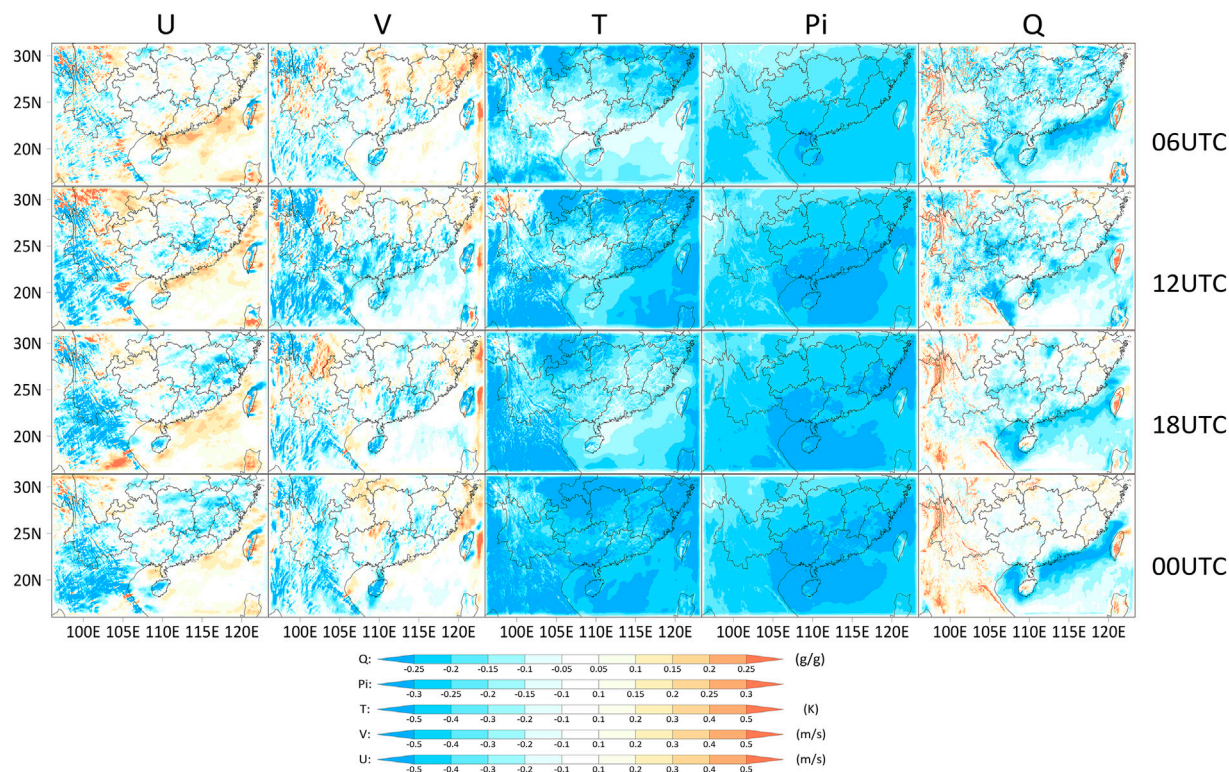 U V T Pi Q
30N
25N
20N
06UTC
30N
25N
20N
12UTC
30N
25N
20N
18UTC
30N
25N
20N
00UTC
100E 105E 110E 115E 120E 100E 105E 110E 115E 120E 100E 105E 110E 115E 120E 100E 105E 110E 115E 120E 100E 105E 110E 115E 120E
Q: (g/g)
-0.25 -0.2 -0.15 -0.1 -0.05 0.05 0.1 0.15 0.2 0.25
Pi:
-0.3 -0.25 -0.2 -0.15 -0.1 0.1 0.15 0.2 0.25 0.3
T: (K)
-0.5 -0.4 -0.3 -0.2 -0.1 0.1 0.2 0.3 0.4 0.5
V: (m/s)
-0.5 -0.4 -0.3 -0.2 -0.1 0.1 0.2 0.3 0.4 0.5
U: (m/s)
-0.5 -0.4 -0.3 -0.2 -0.1 0.1 0.2 0.3 0.4 0.5